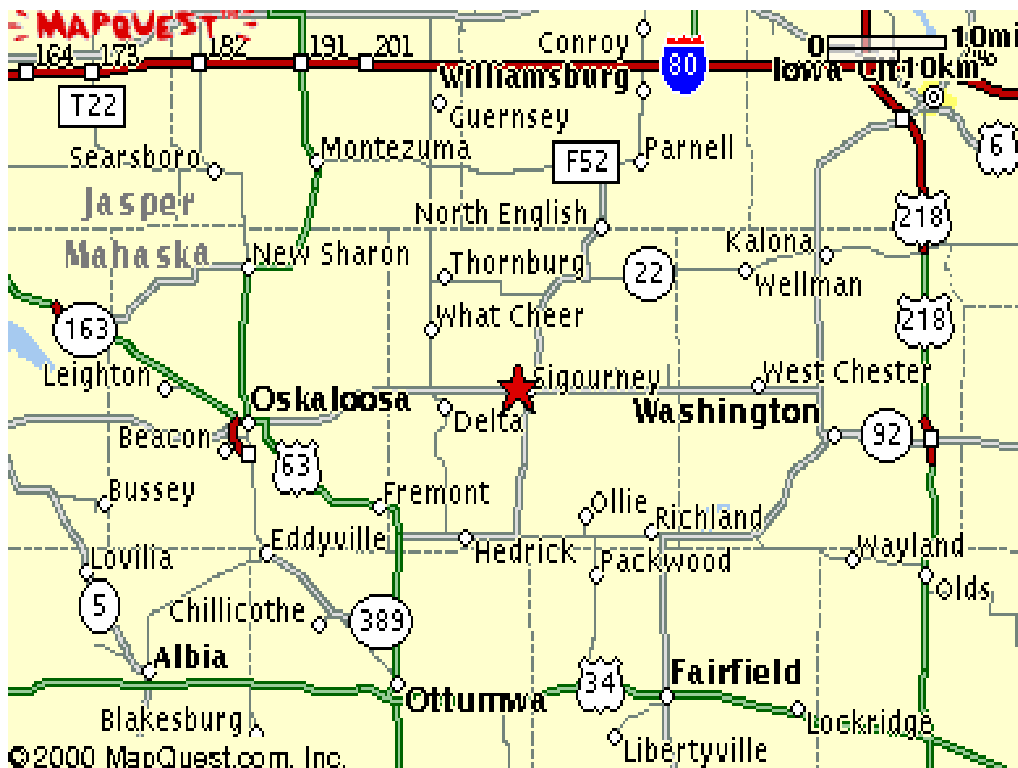 MAPQUEST
164
173
182
191
201
Conroy
0
10mi
80
Williamsburg
Iowa City
10km
T22
Guernsey
6
Searsboro
Montezuma
F52
Parnell
Jasper
North English
218
Mahaska
New Sharon
Kalona
Thornburg
22
Wellman
163
What Cheer
218
Leighton
Sigourney
West Chester
Oskaloosa
Delta
Washington
Beacon
92
63
Bussey
Fremont
Ollie
Richland
Eddyville
Hedrick
Wayland
Lovilia
Packwood
Olds
5
Chillicothe
389
Albia
Fairfield
34
Ottumwa
Blakesburg
Lockridge
Libertyville
©2000 MapQuest.com, Inc.